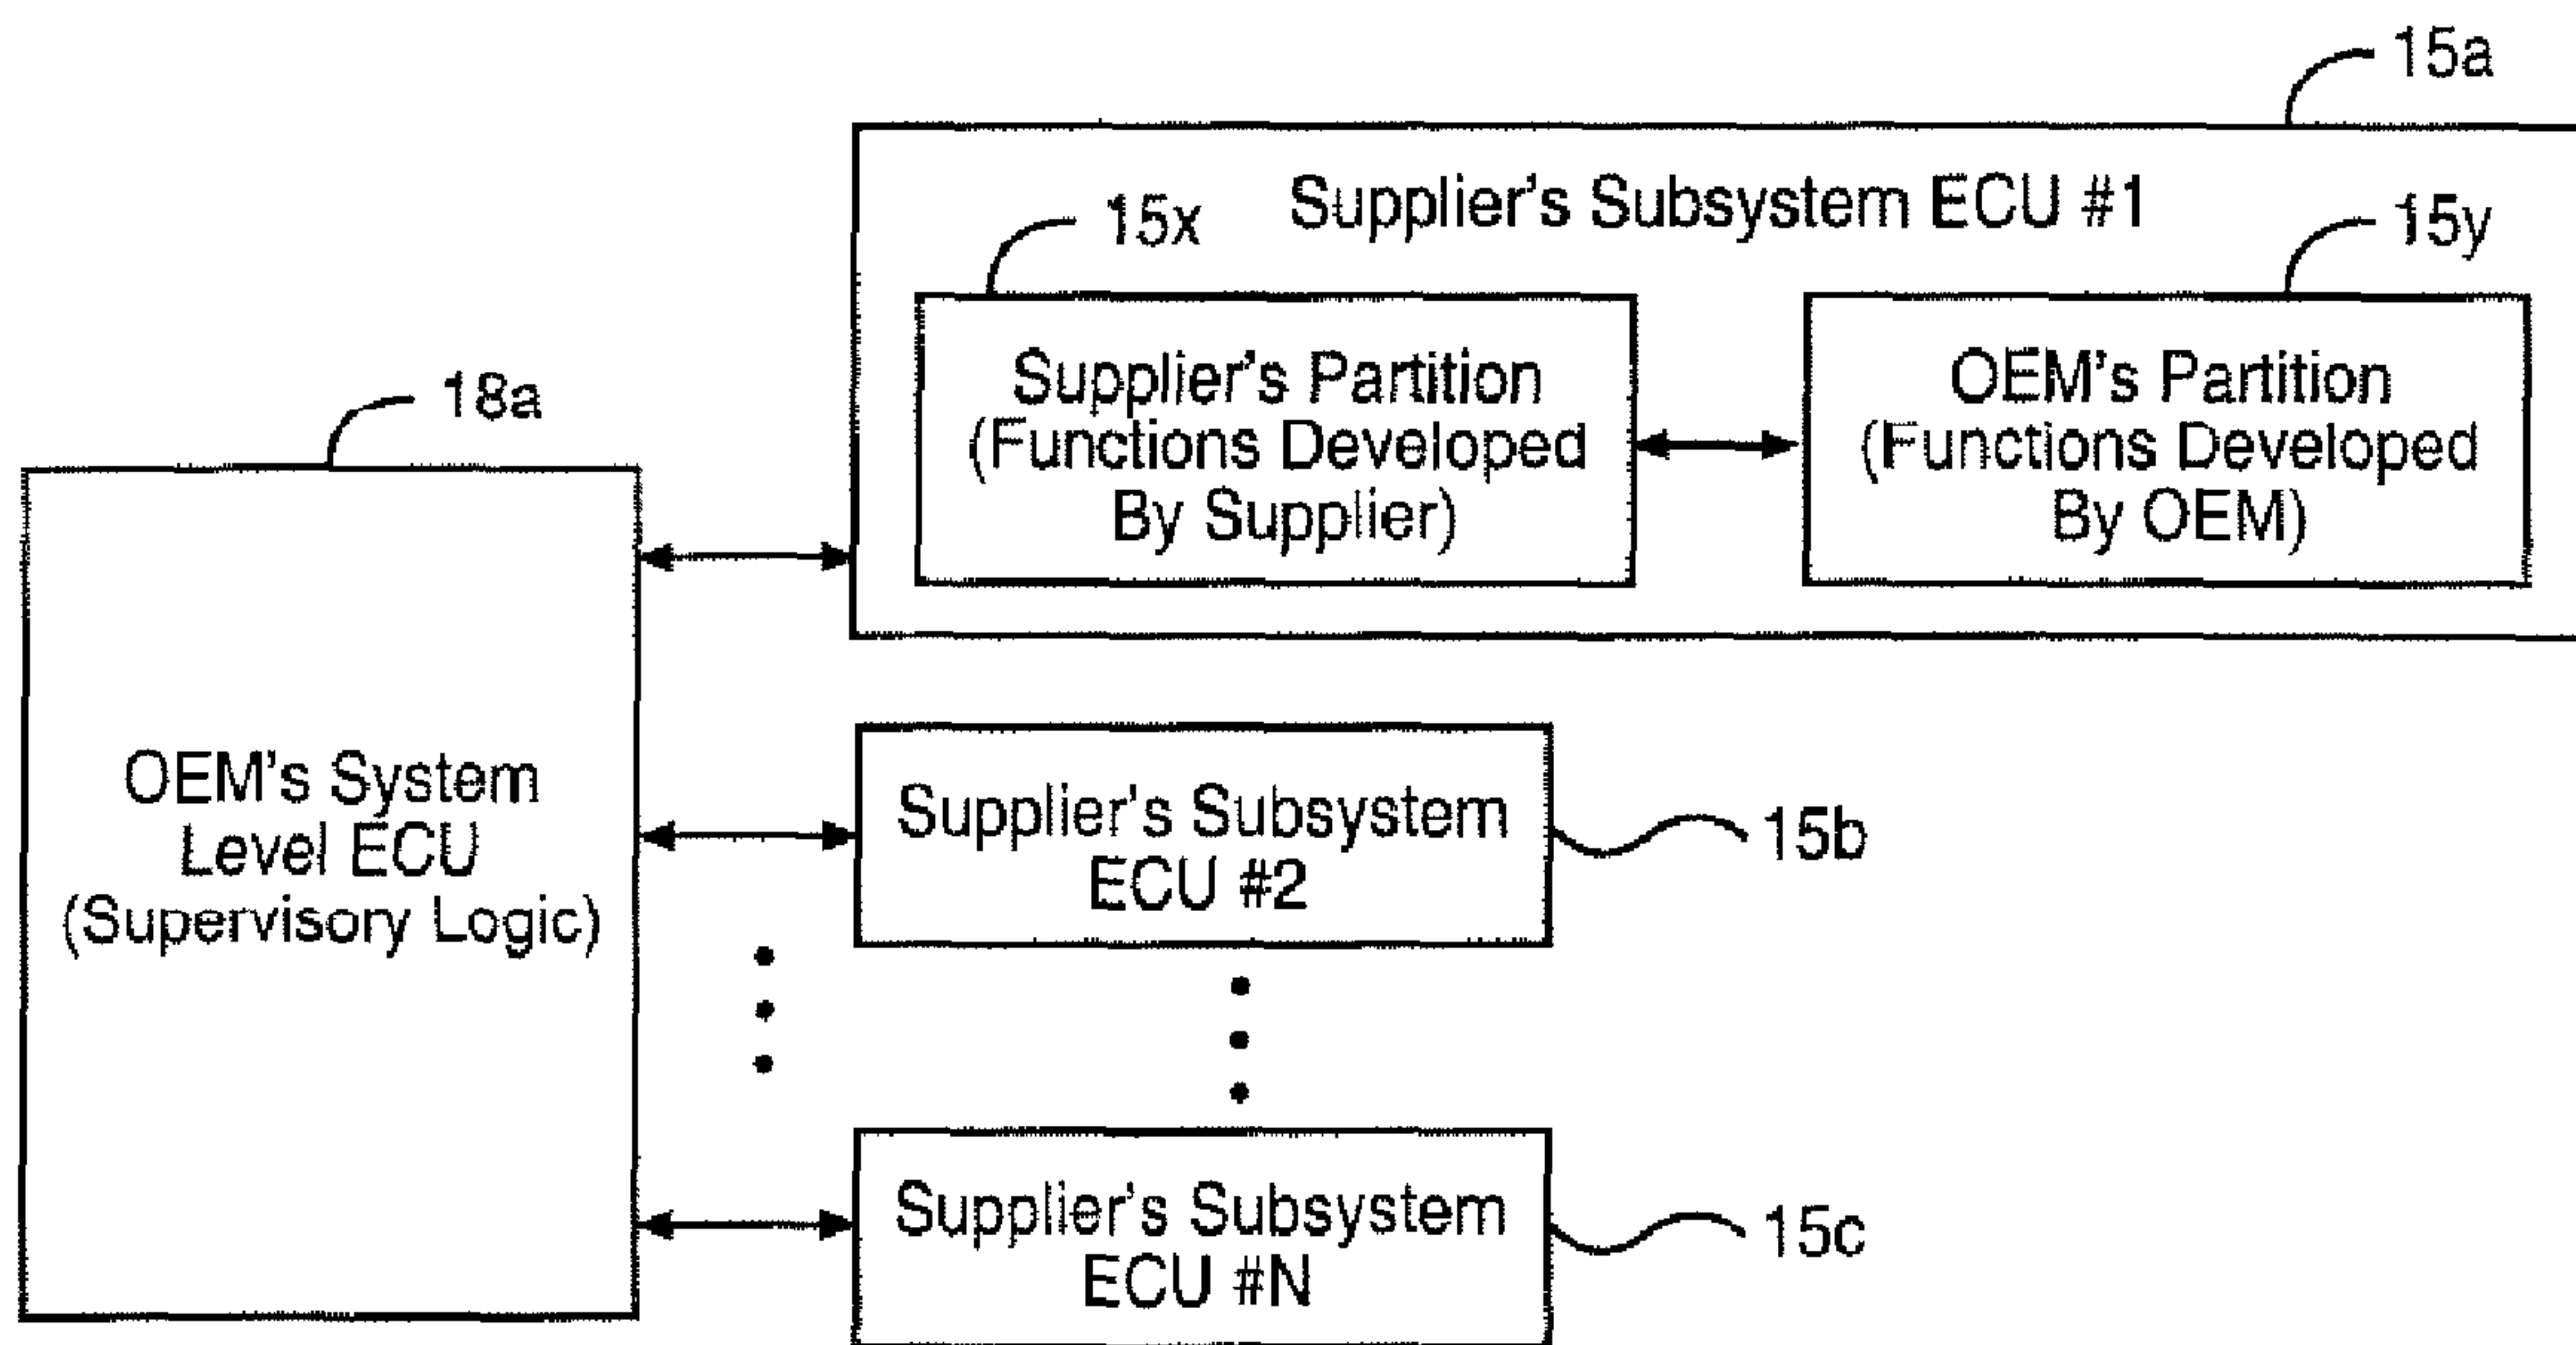 15a
Supplier's Subsystem ECU #1
15x
15y
Supplier's Partition
(Functions Developed
By Supplier)
OEM's Partition
(Functions Developed
By OEM)
18a
OEM's System
Level ECU
(Supervisory Logic)
Supplier's Subsystem
ECU #2
15b
Supplier's Subsystem
ECU #N
15c